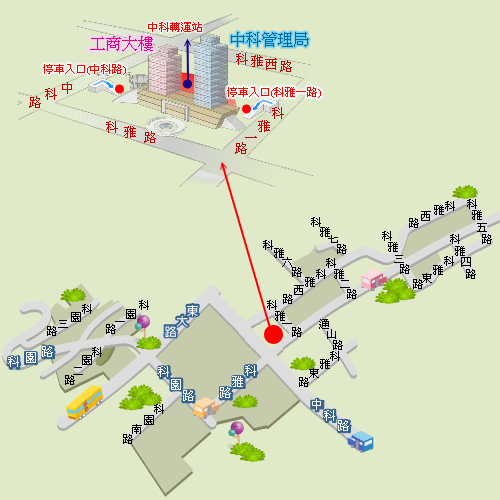 中科轉運站
工商大樓
中科管理局
科雅西路
停車入口(中科路)
停車入口(科雅一路)
中科路
科雅路
科雅一路
科雅西路
科雅五路
科雅七路
科雅三路
科雅四路
科雅六路
科雅東路
科雅一路
科雅西路
科雅一路
漁山路
東大路
科園一路
科園三路
科園路
科園二路
科園路
科雅路
科雅東路
中科路
科園南路